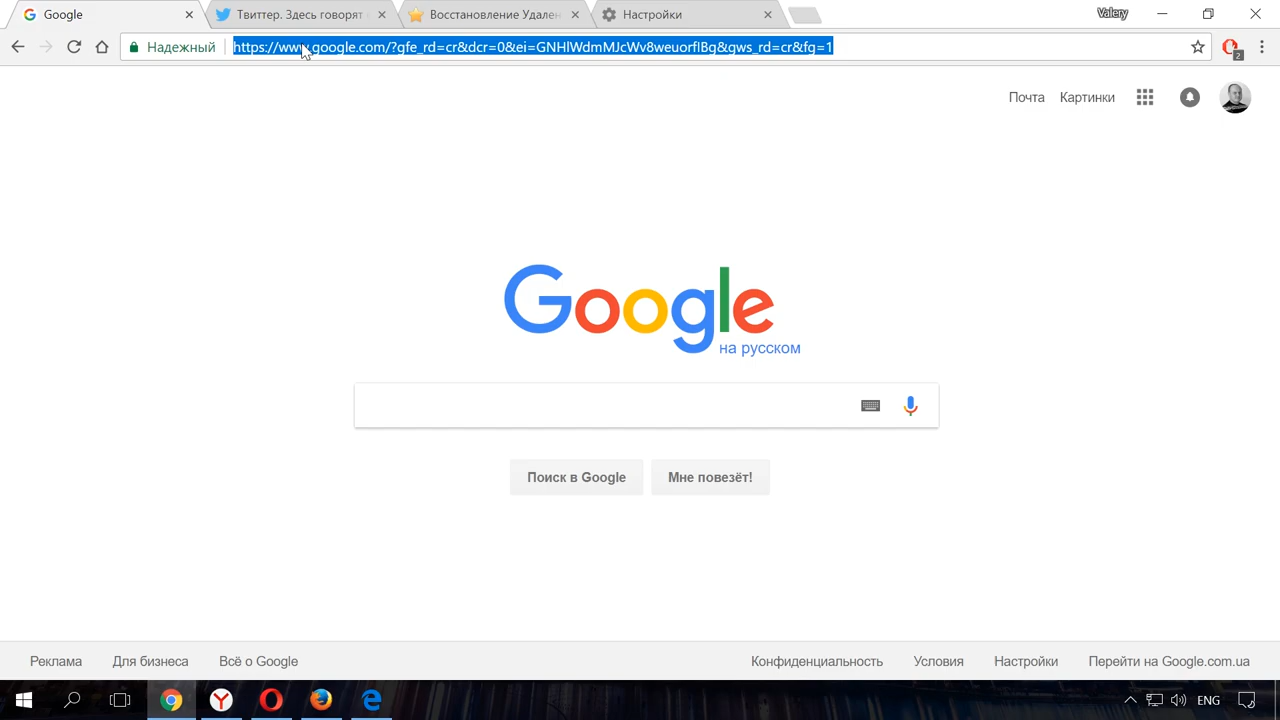 Google
Твиттер. Здесь говорят
Восстановление Удален
Настройки
Valery
Надежный
https://www.google.com/?gfe_rd=cr&dcr=0&ei=GNHlWdmMJcWv8weuorfIBg&gws_rd=cr&fg=1
2
Почта
Картинки
Google
на русском
Поиск в Google
Мне повезёт!
Реклама
Для бизнеса
Всё о Google
Конфиденциальность
Условия
Настройки
Перейти на Google.com.ua
ENG